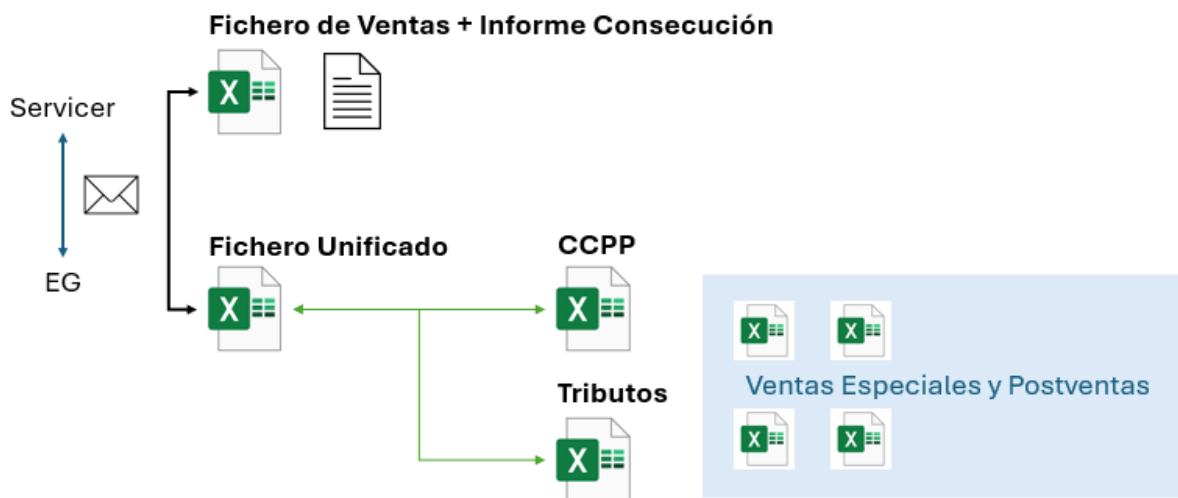 Fichero de Ventas + Informe Consecución
Servicer
EG
Fichero Unificado
CCPP
Tributos
Ventas Especiales y Postventas